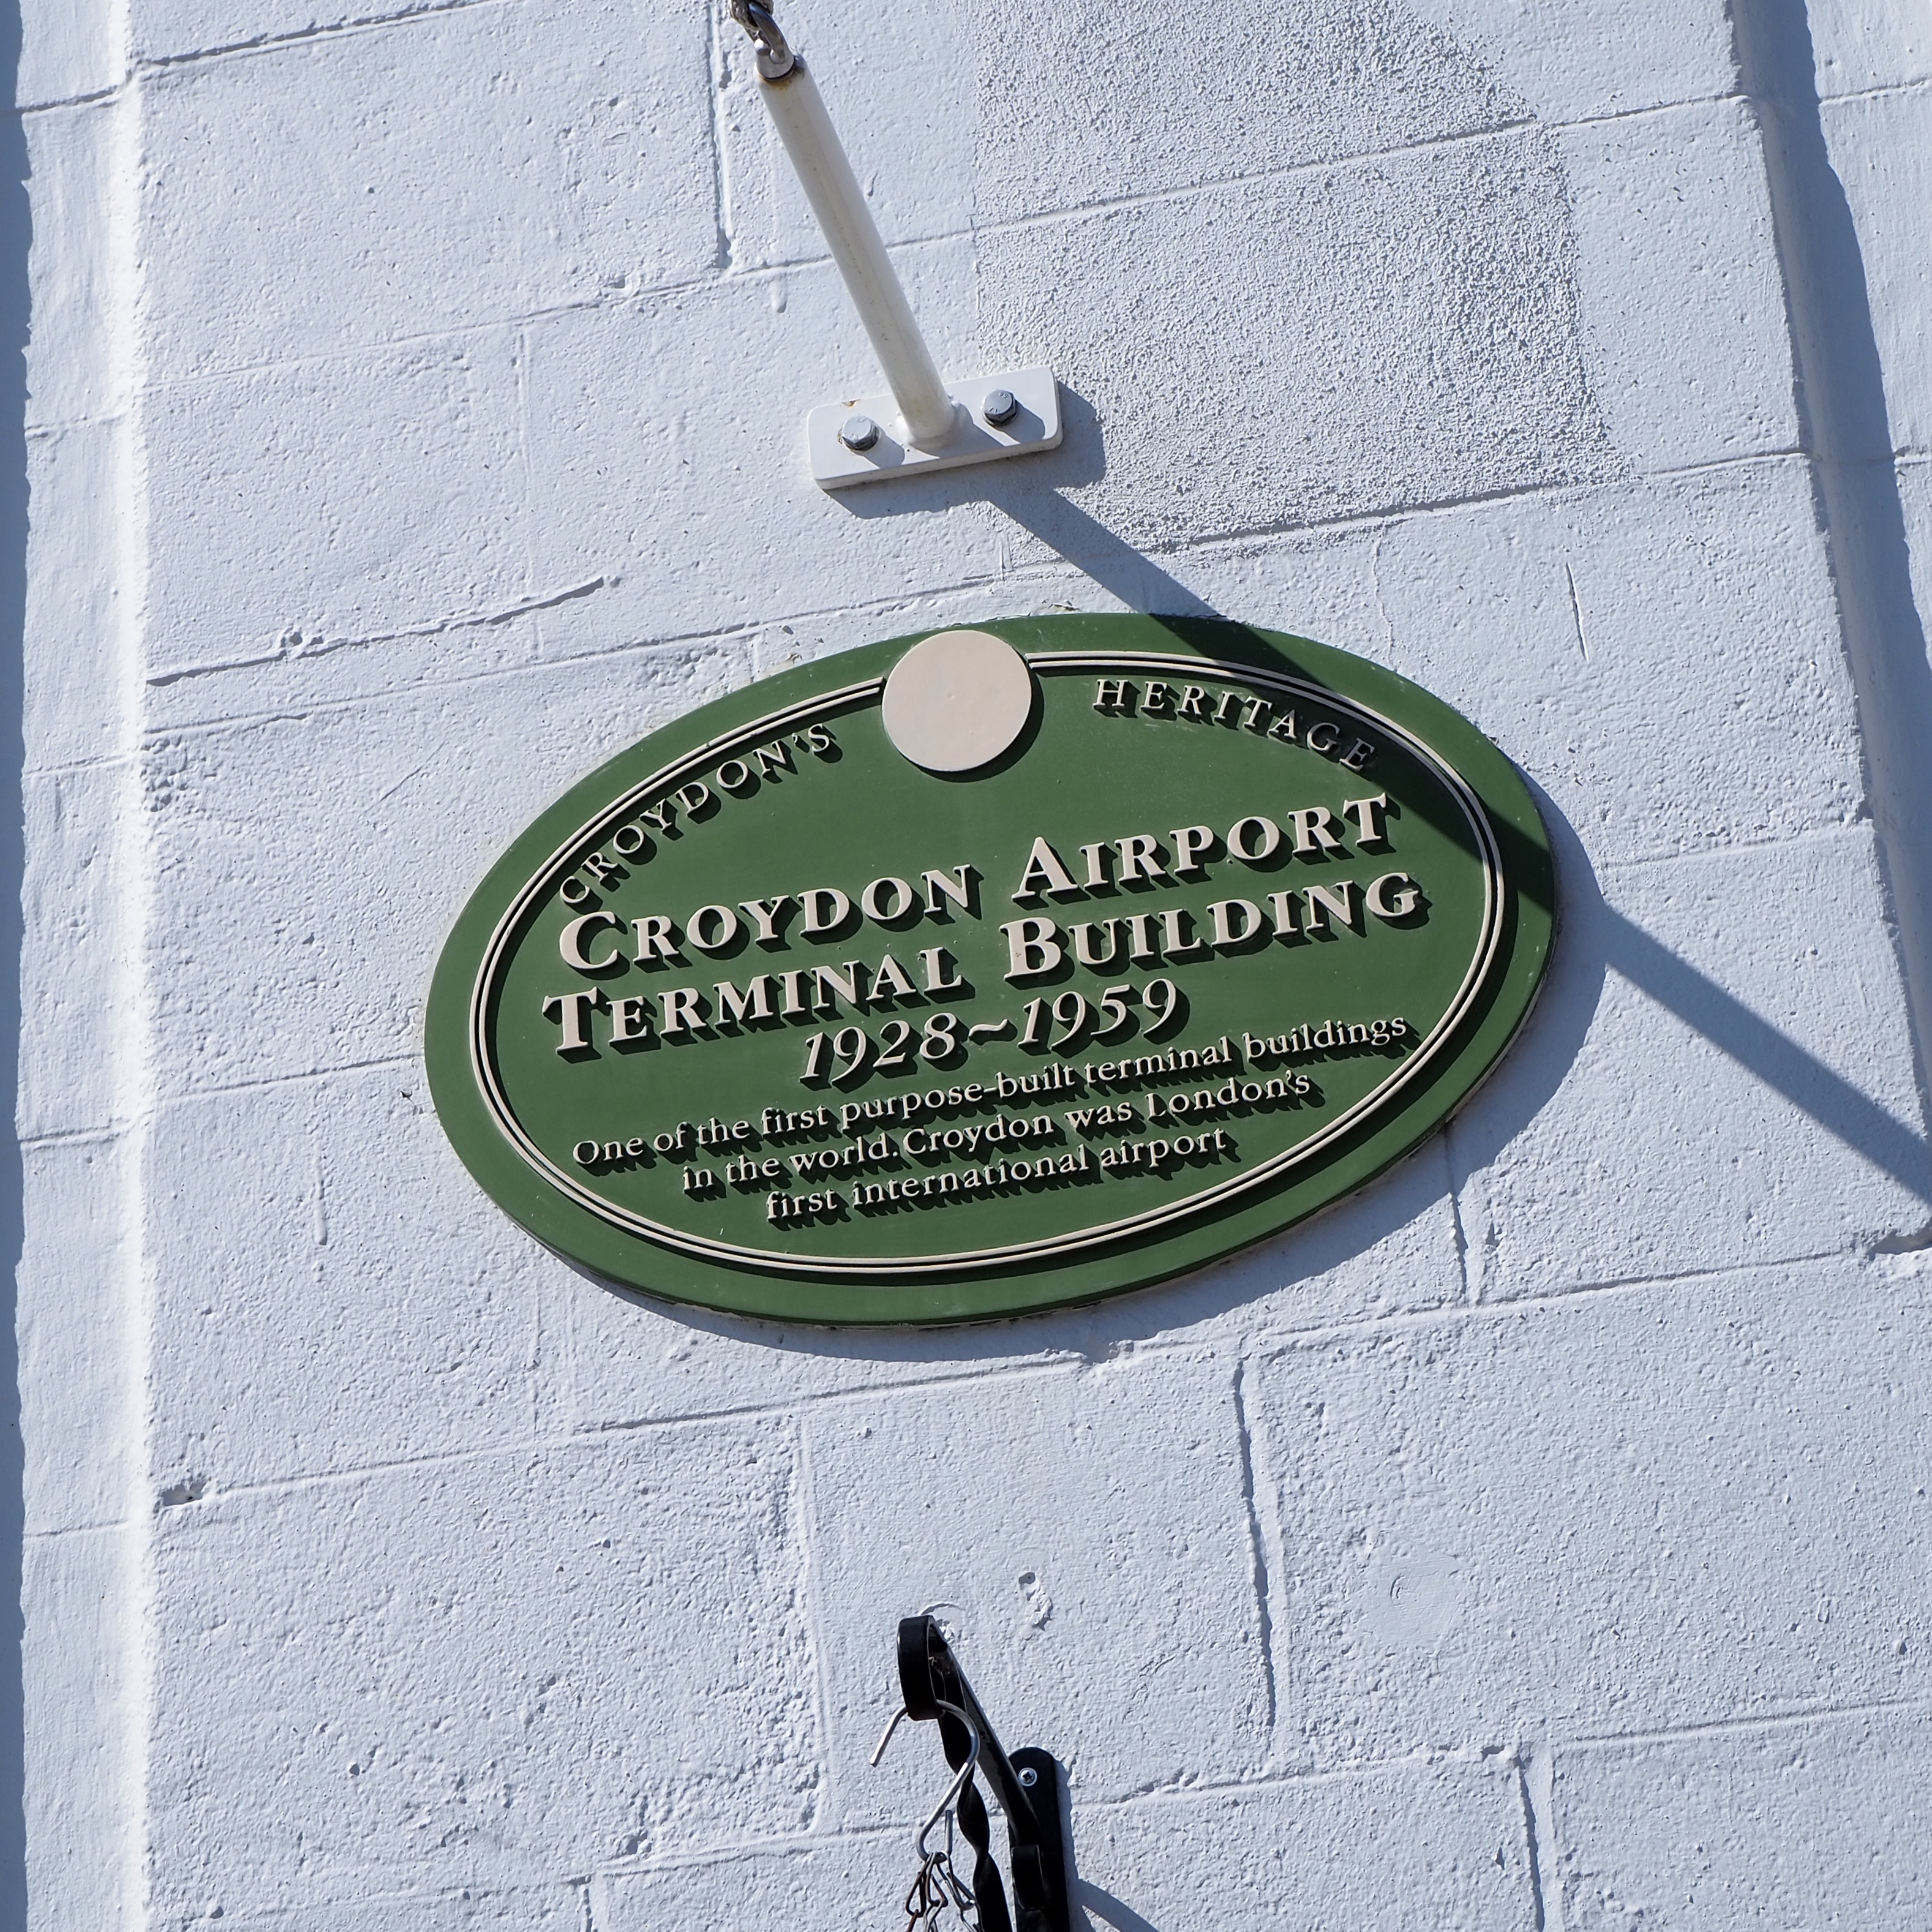 CROYDON'S HERITAGE
CROYDON AIRPORT
TERMINAL BUILDING
1928~1959
One of the first purpose-built terminal buildings
in the world. Croydon was London's
first international airport